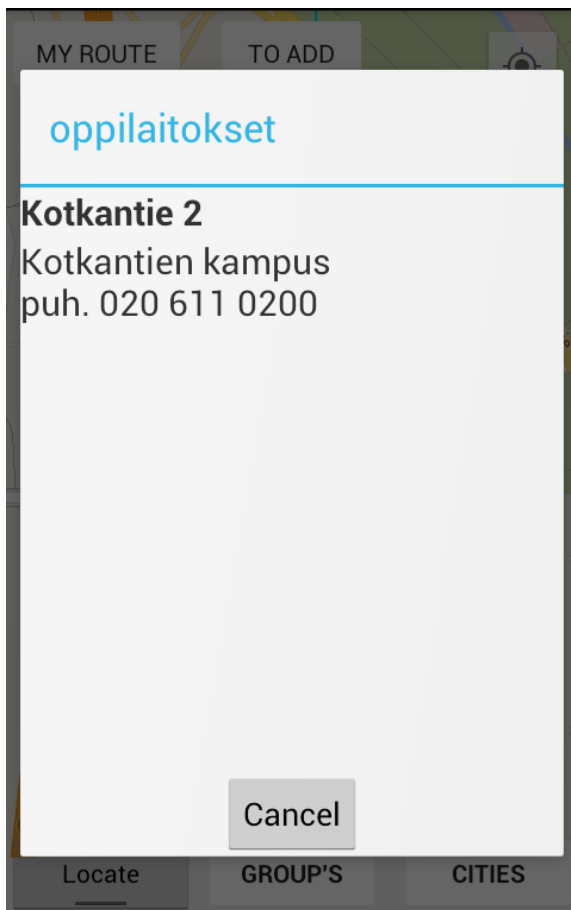 MY ROUTE
TO ADD
oppilaitokset
Kotkantie 2
Kotkantien kampus
puh. 020 611 0200
Cancel
Locate
GROUP'S
CITIES